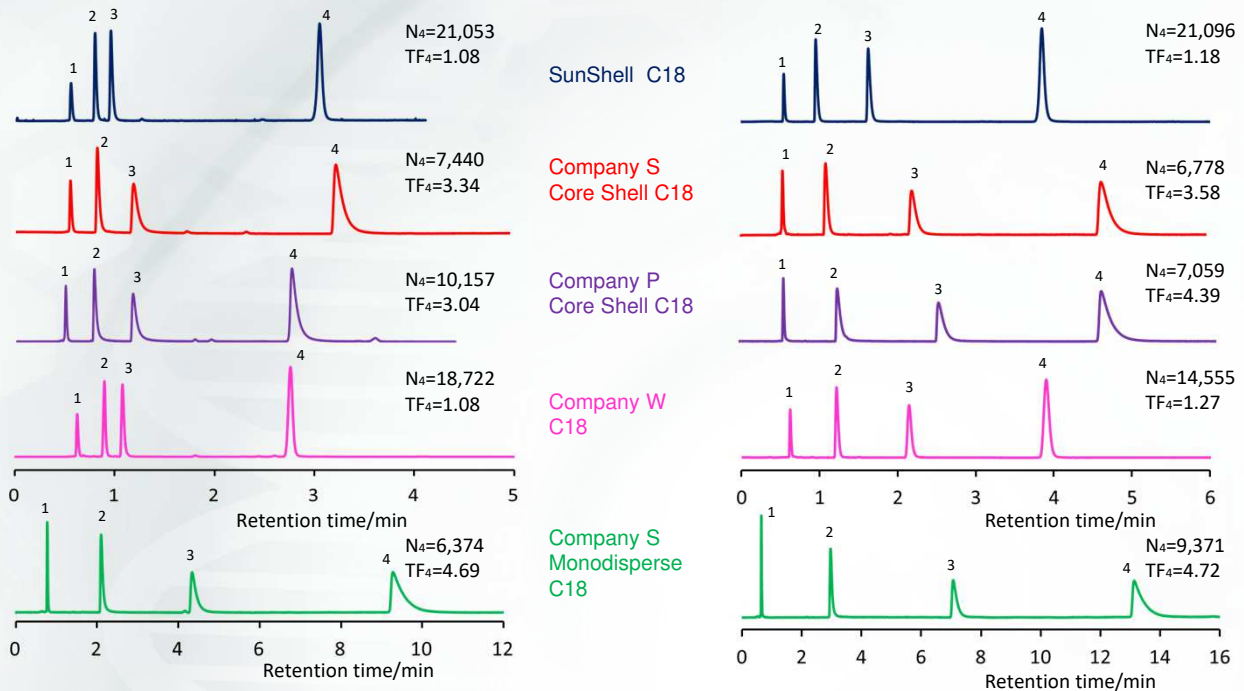 1
2
3
4
N₄=21,053
TF₄=1.08
SunShell C18
1
2
3
4
N₄=21,096
TF₄=1.18
1
2
3
4
N₄=7,440
TF₄=3.34
Company S
Core Shell C18
1
2
3
4
N₄=6,778
TF₄=3.58
1
2
3
4
N₄=10,157
TF₄=3.04
Company P
Core Shell C18
1
2
3
4
N₄=7,059
TF₄=4.39
1
2
3
4
N₄=18,722
TF₄=1.08
Company W
C18
1
2
3
4
N₄=14,555
TF₄=1.27
0 1 2 3 4 5
Retention time/min
0 1 2 3 4 5 6
Retention time/min
1
2
3
4
N₄=6,374
TF₄=4.69
Company S
Monodisperse
C18
1
2
3
4
N₄=9,371
TF₄=4.72
0 2 4 6 8 10 12
Retention time/min
0 2 4 6 8 10 12 14 16
Retention time/min